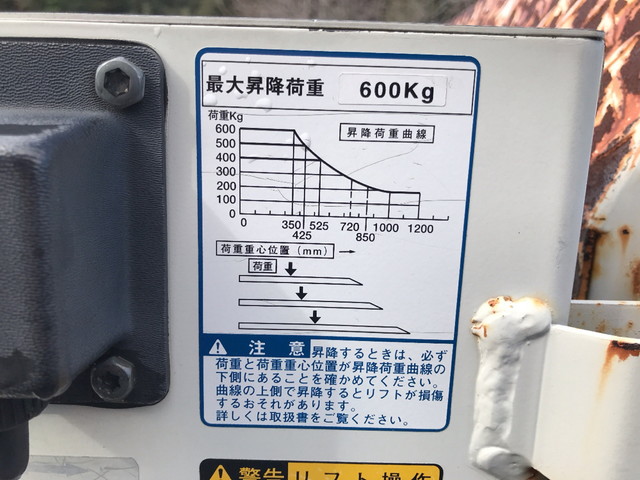 最大昇降荷重 600Kg
荷重Kg
昇降荷重曲線
600
500
400
300
200
100
0
0 350 525 720 1000 1200
425 850
荷重重心位置(mm)→
荷重
注意 昇降するときは、必ず
荷重と荷重重心位置が昇降荷重曲線の
下側にあることを確かめてください。
曲線の上側で昇降するとリフトが損傷
するおそれがあります。
詳しくは取扱書をご覧ください。
警告 リフト操作